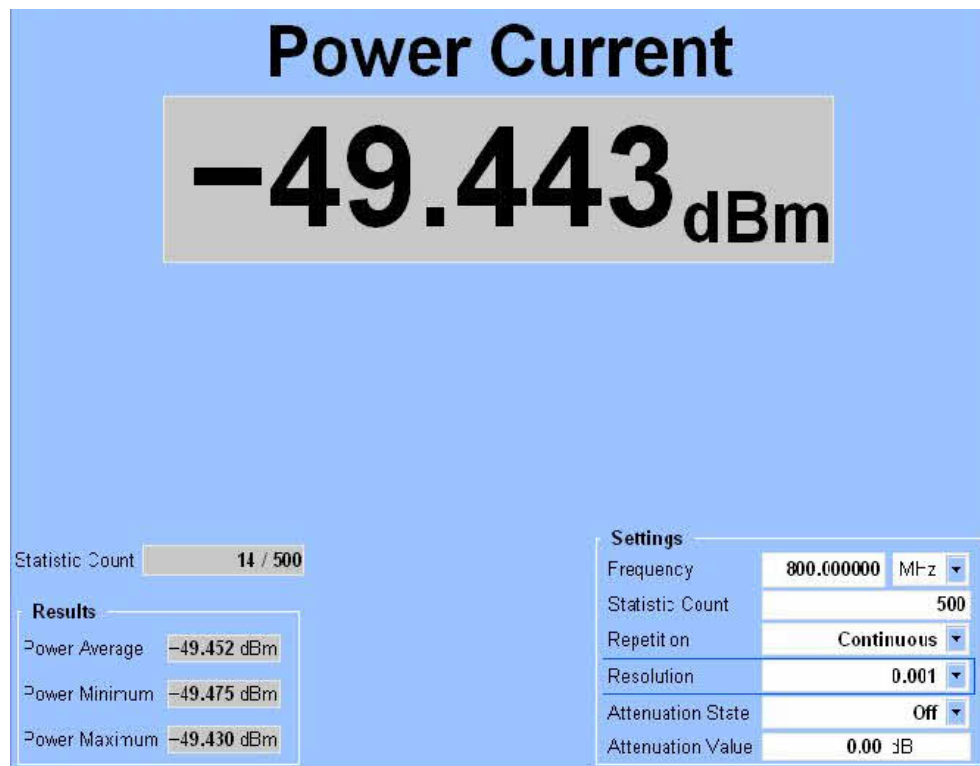 Power Current
−49.443 dBm
Statistic Count 14 / 500
Results
Power Average −49.452 dBm
Power Minimum −49.475 dBm
Power Maximum −49.430 dBm
Settings
Frequency 800.000000 MHz
Statistic Count 500
Repetition Continuous
Resolution 0.001
Attenuation State Off
Attenuation Value 0.00 dB